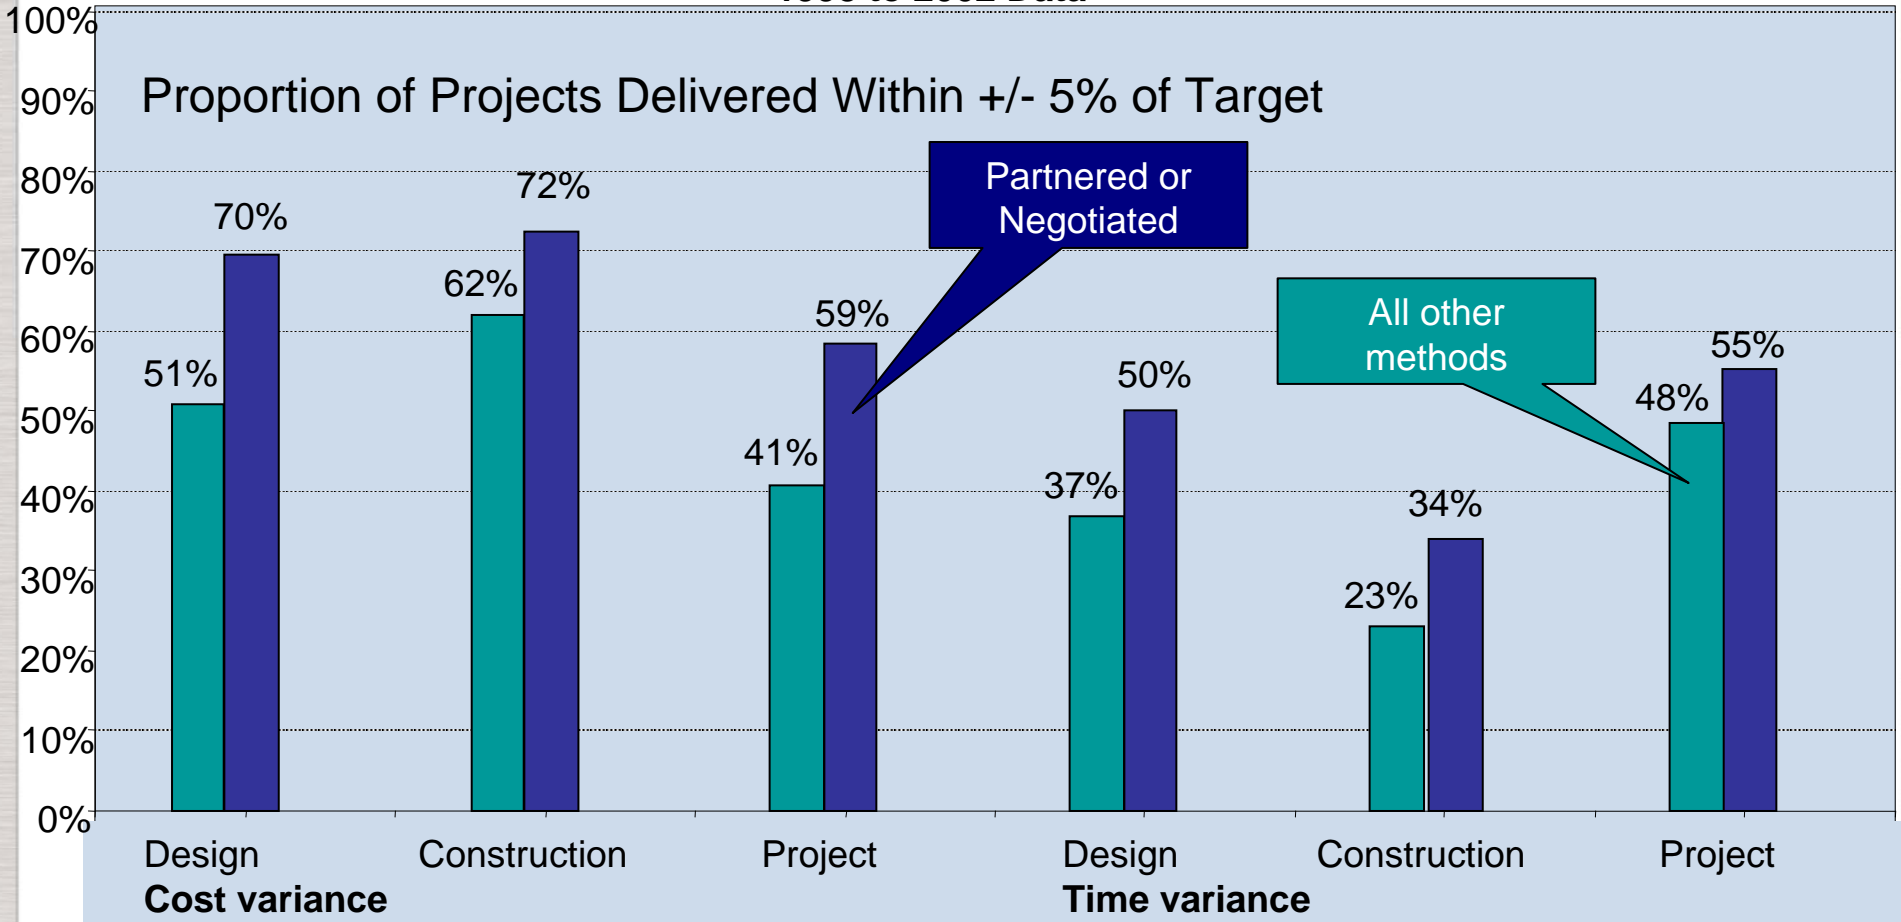 100%
90%
80%
70%
60%
50%
40%
30%
20%
10%
0%
Proportion of Projects Delivered Within +/- 5% of Target
Partnered or
Negotiated
All other
methods
51%
70%
62%
72%
41%
59%
37%
50%
23%
34%
48%
55%
Design
Construction
Project
Design
Construction
Project
Cost variance
Time variance